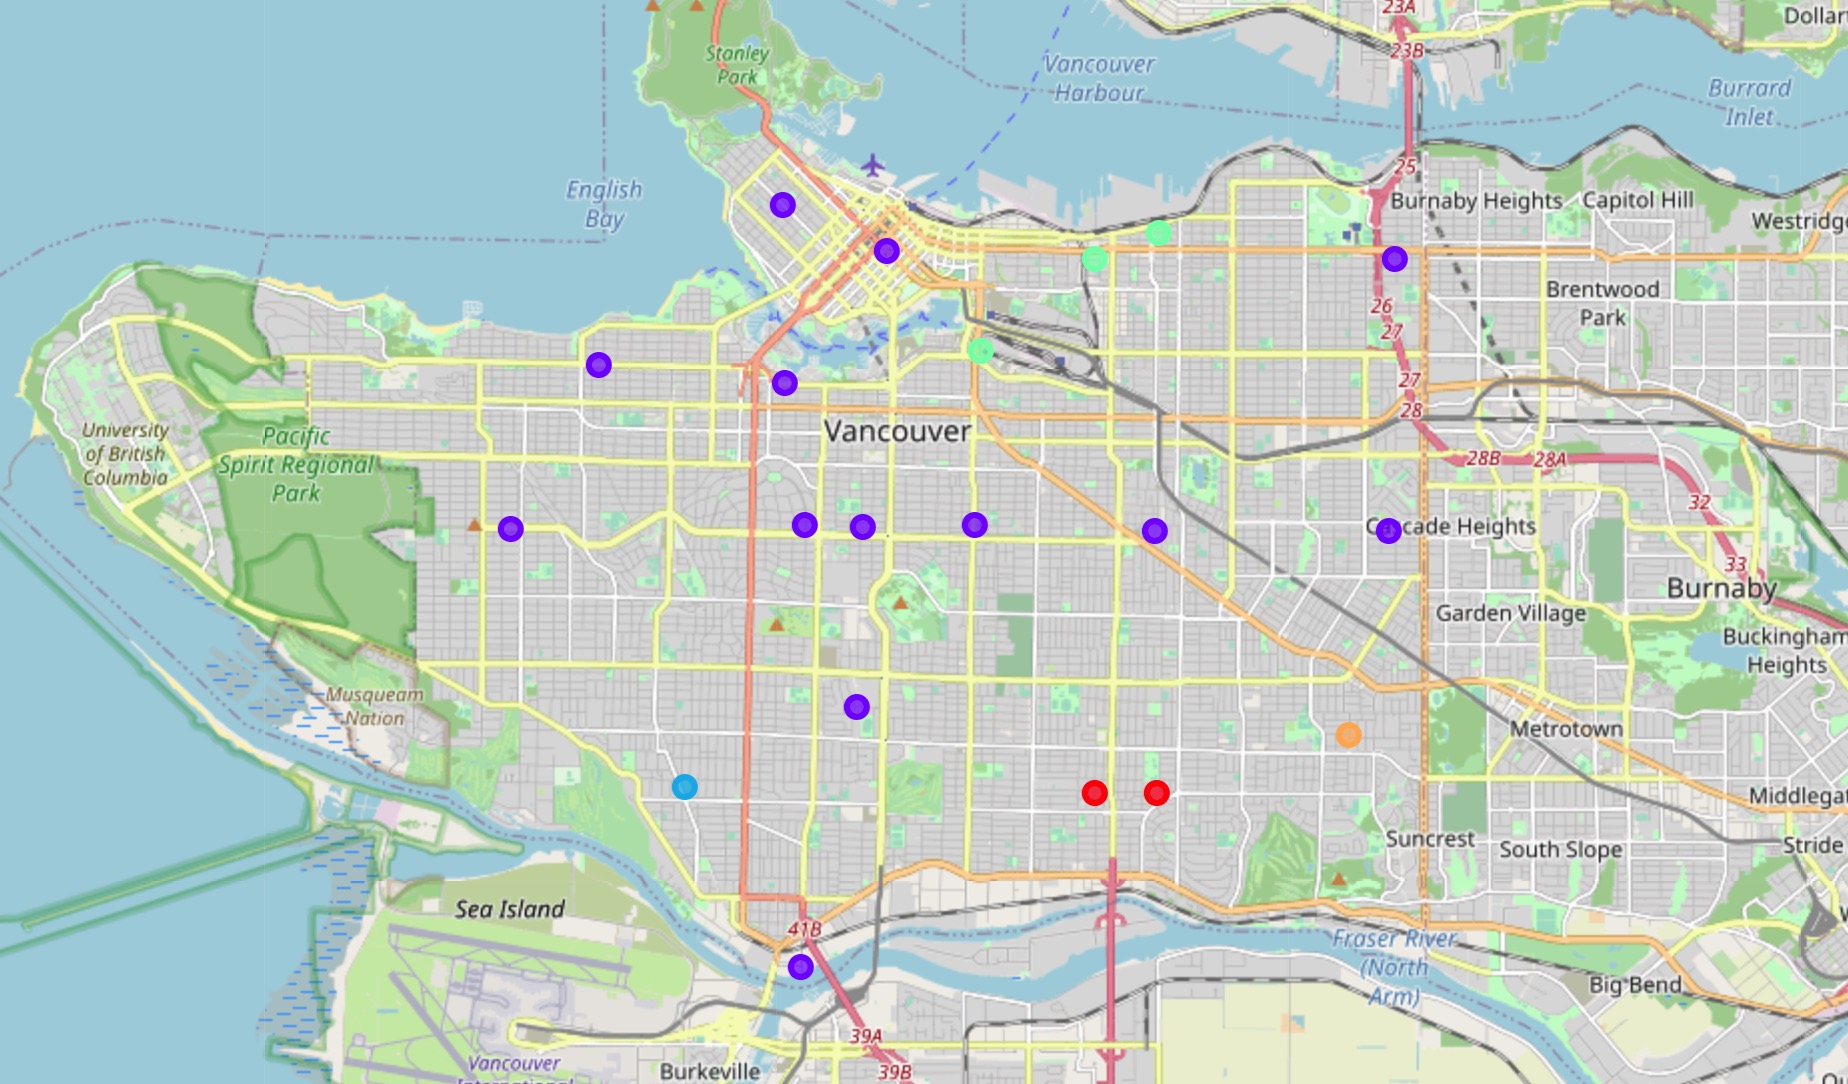 23A
Dollar
23B
Stanley
Park
Vancouver
Harbour
Burrard
Inlet
25
English
Bay
Burnaby Heights
Capitol Hill
Westridge
26
Brentwood
Park
27
27
28
University
of British
Columbia
Pacific
Spirit Regional
Park
Vancouver
28B
28A
32
Cascade Heights
33
Burnaby
Garden Village
Buckingham
Heights
Musqueam
Nation
Metrotown
Middlegat
Suncrest
South Slope
Stride
Sea Island
41B
Fraser River
(North
Arm)
Big Bend
39A
Vancouver
International
Burkeville
39B